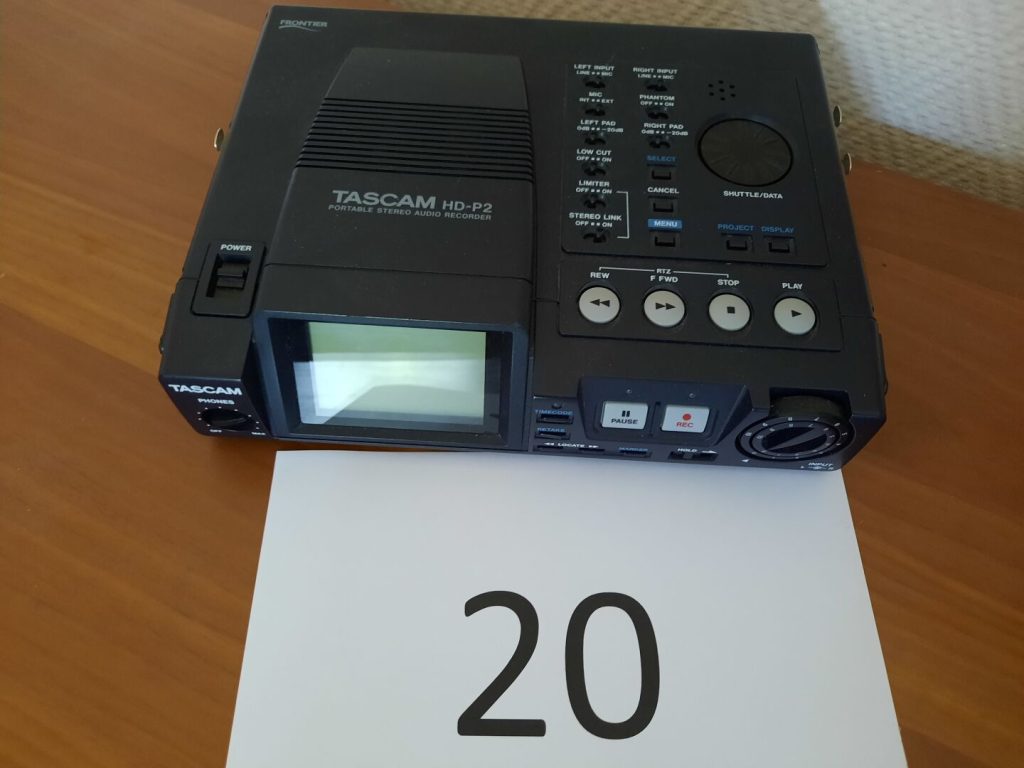 FRONTIER
LEFT INPUT
LINE MIC
RIGHT INPUT
LINE MIC
MIC
INT EXT
PHANTOM
OFF ON
LEFT PAD
0dB -20dB
RIGHT PAD
0dB -20dB
LOW CUT
OFF ON
SELECT
LIMITER
OFF ON
CANCEL
STEREO LINK
OFF ON
MENU
SHUTTLE/DATA
PROJECT
DISPLAY
TASCAM HD-P2
PORTABLE STEREO AUDIO RECORDER
POWER
RTZ
REW
F FWD
STOP
PLAY
TASCAM
PHONES
TIMECODE
RETAKE
PAUSE
REC
LOCATE
HOLD
INPUT
20